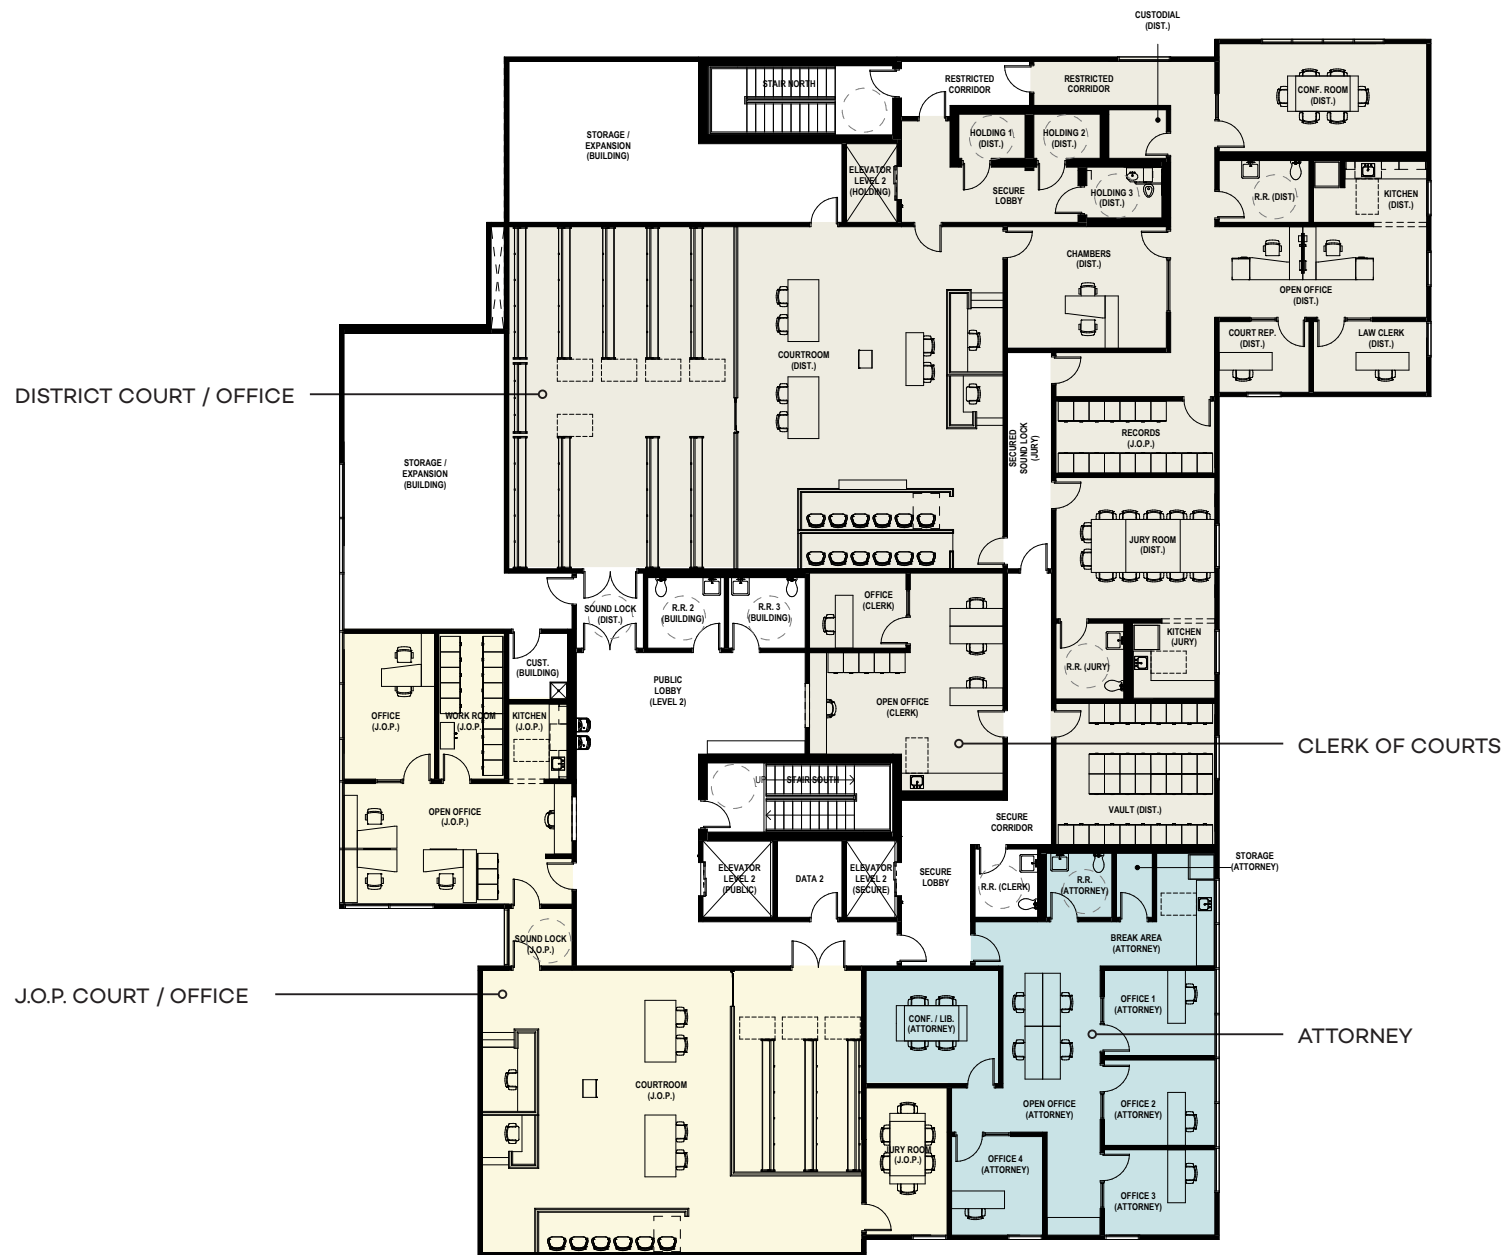 CUSTODIAL
(DIST.)
STAIR NORTH
RESTRICTED
CORRIDOR
RESTRICTED
CORRIDOR
CONF. ROOM
(DIST.)
STORAGE /
EXPANSION
(BUILDING)
HOLDING 1
(DIST.)
HOLDING 2
(DIST.)
ELEVATOR
LEVEL 2
(HOLDING)
SECURE
LOBBY
HOLDING 3
(DIST.)
R.R. (DIST)
KITCHEN
(DIST.)
CHAMBERS
(DIST.)
OPEN OFFICE
(DIST.)
COURT REP.
(DIST.)
LAW CLERK
(DIST.)
COURTROOM
(DIST.)
DISTRICT COURT / OFFICE
SECURED
SOUND LOCK
(JURY)
RECORDS
(J.O.P.)
STORAGE /
EXPANSION
(BUILDING)
JURY ROOM
(DIST.)
SOUND LOCK
(DIST.)
R.R. 2
(BUILDING)
R.R. 3
(BUILDING)
OFFICE
(CLERK)
KITCHEN
(JURY)
R.R. (JURY)
CUST.
(BUILDING)
PUBLIC
LOBBY
(LEVEL 2)
OPEN OFFICE
(CLERK)
OFFICE
(J.O.P.)
WORK ROOM
(J.O.P.
KITCHEN
(J.O.P.)
CLERK OF COURTS
UP
STAIR SOUTH
OPEN OFFICE
(J.O.P.)
VAULT (DIST.)
SECURE
CORRIDOR
ELEVATOR
LEVEL 2
(PUBLIC)
DATA 2
ELEVATOR
LEVEL 2
(SECURE)
SECURE
LOBBY
R.R. (CLERK)
R.R.
(ATTORNEY)
STORAGE
(ATTORNEY)
SOUND LOCK
(J.O.P.)
BREAK AREA
(ATTORNEY)
J.O.P. COURT / OFFICE
CONF. / LIB.
(ATTORNEY)
OFFICE 1
(ATTORNEY)
ATTORNEY
COURTROOM
(J.O.P.)
OPEN OFFICE
(ATTORNEY)
OFFICE 2
(ATTORNEY)
JURY ROOM
(J.O.P.)
OFFICE 4
(ATTORNEY)
OFFICE 3
(ATTORNEY)